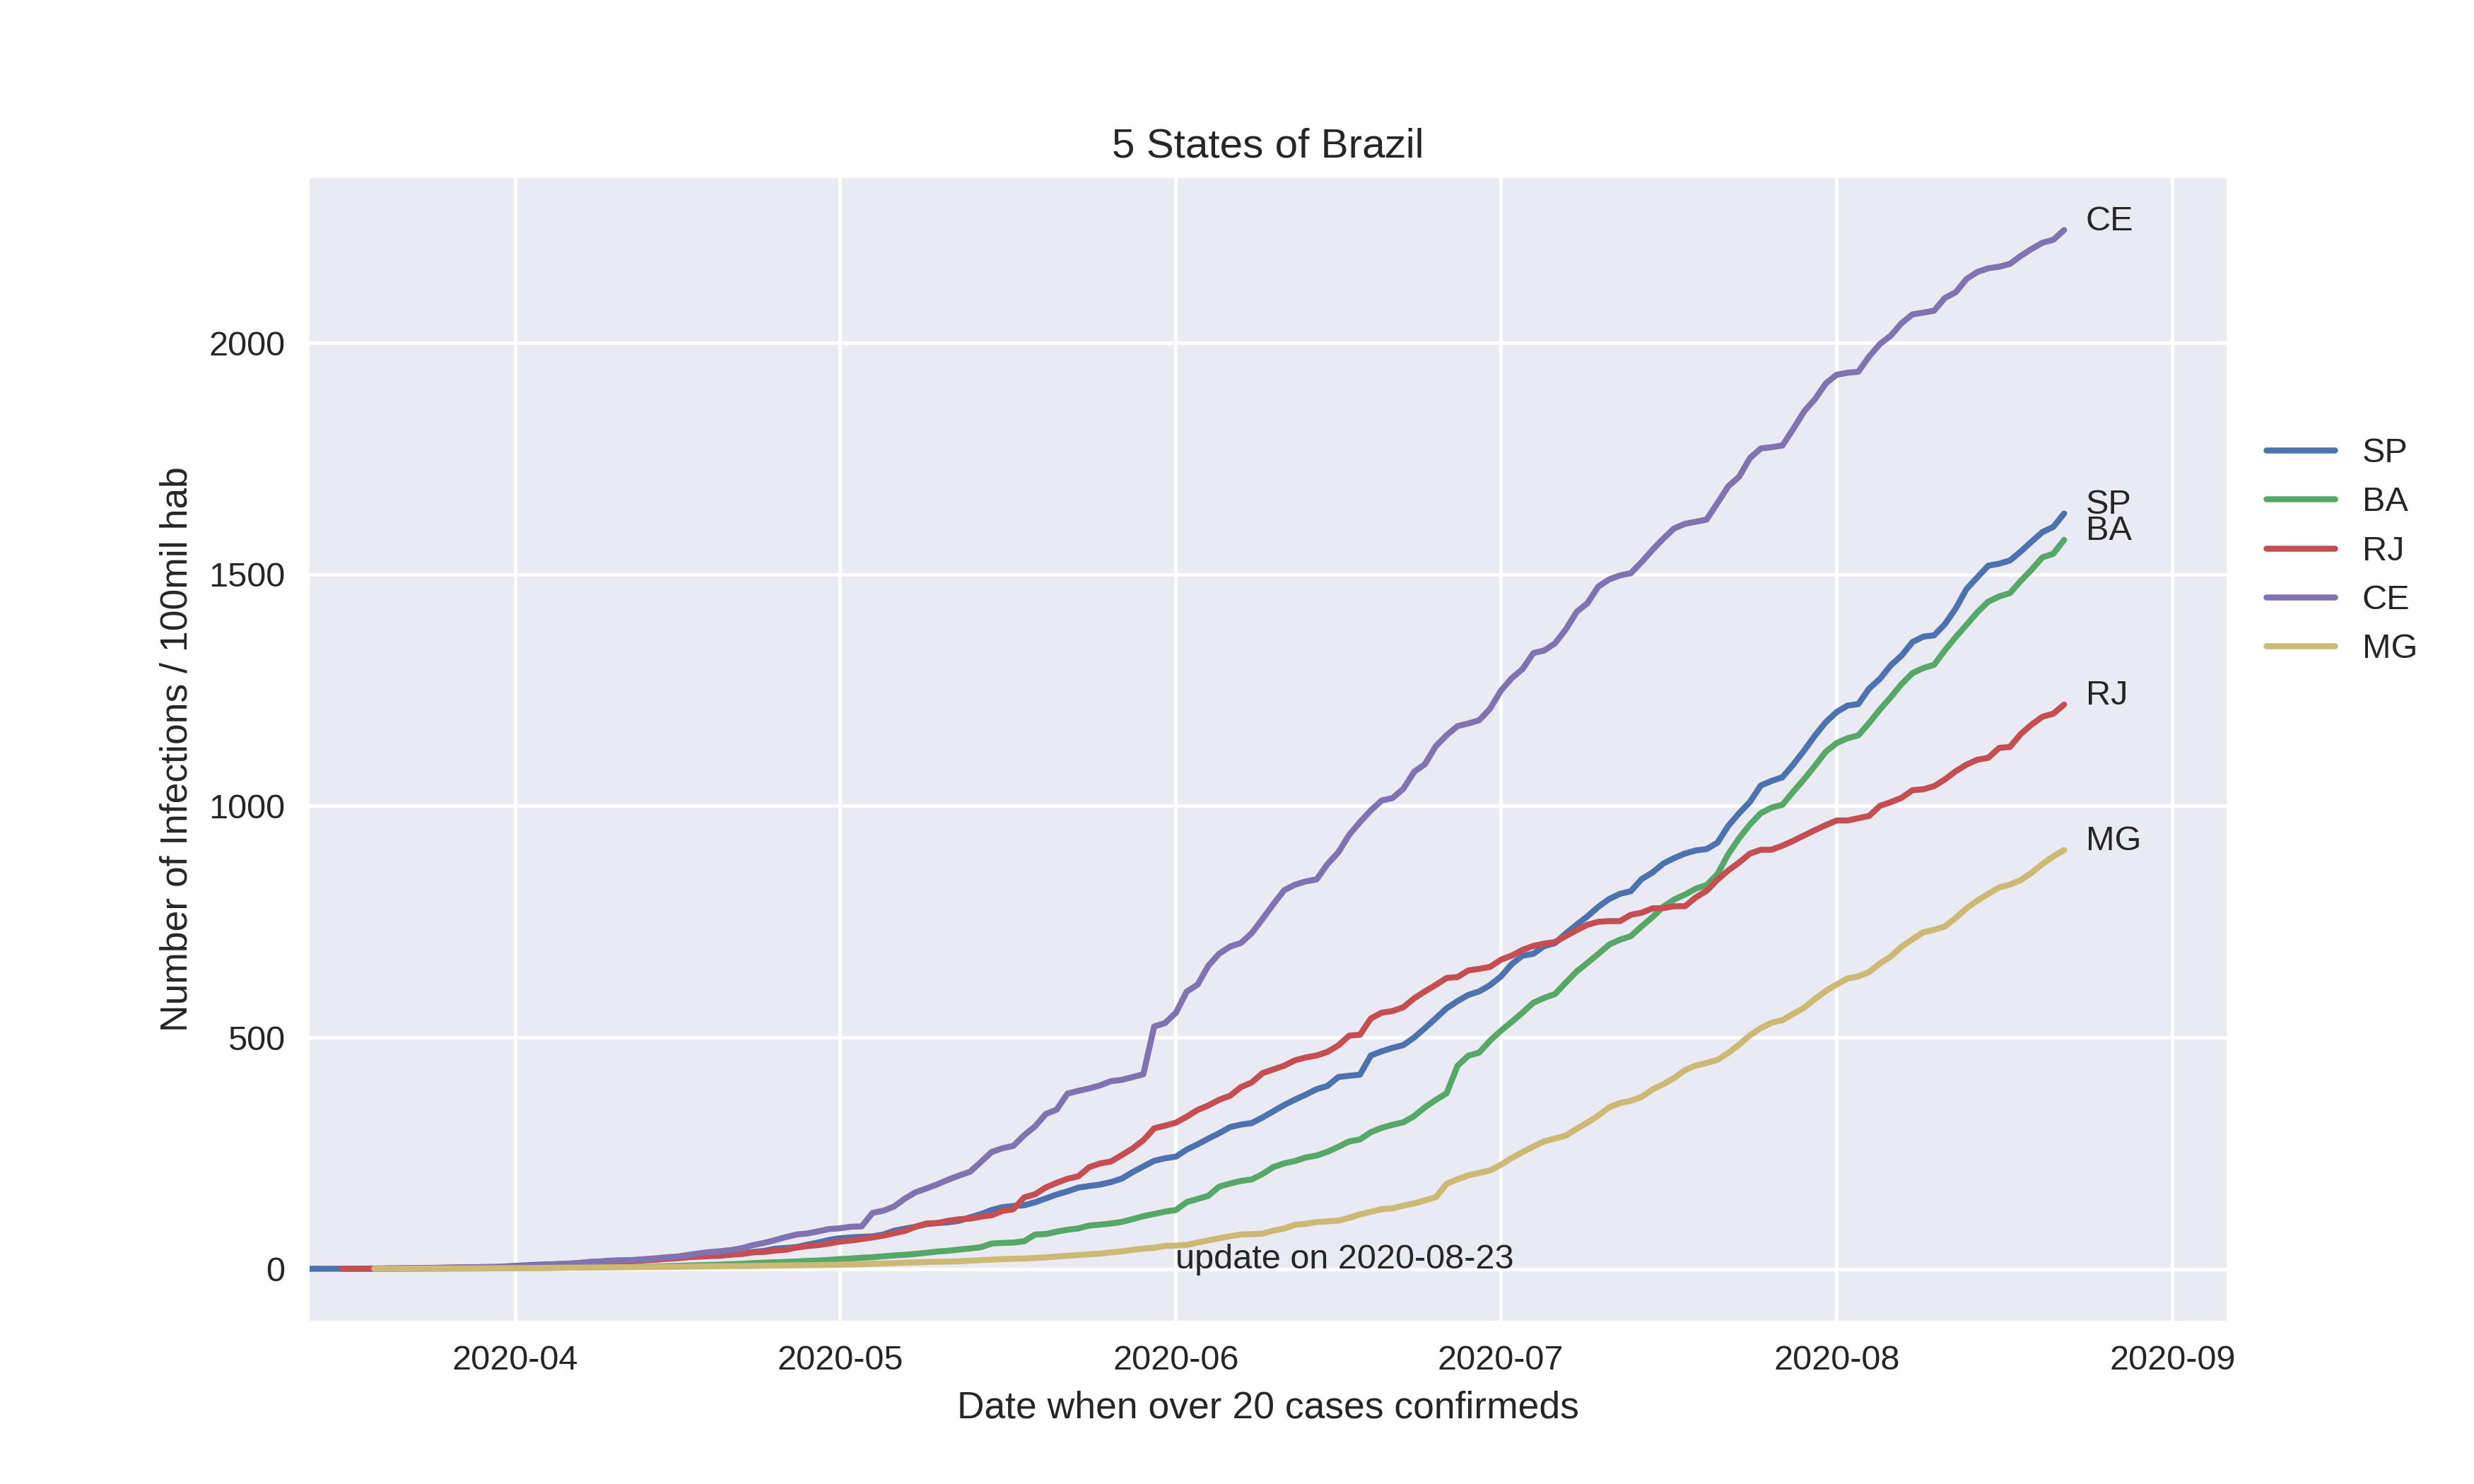 5 States of Brazil
Number of Infections / 100mil hab
2000
1500
1000
500
0
CE
SP
BA
RJ
MG
update on 2020-08-23
SP
BA
RJ
CE
MG
2020-04
2020-05
2020-06
2020-07
2020-08
2020-09
Date when over 20 cases confirmeds